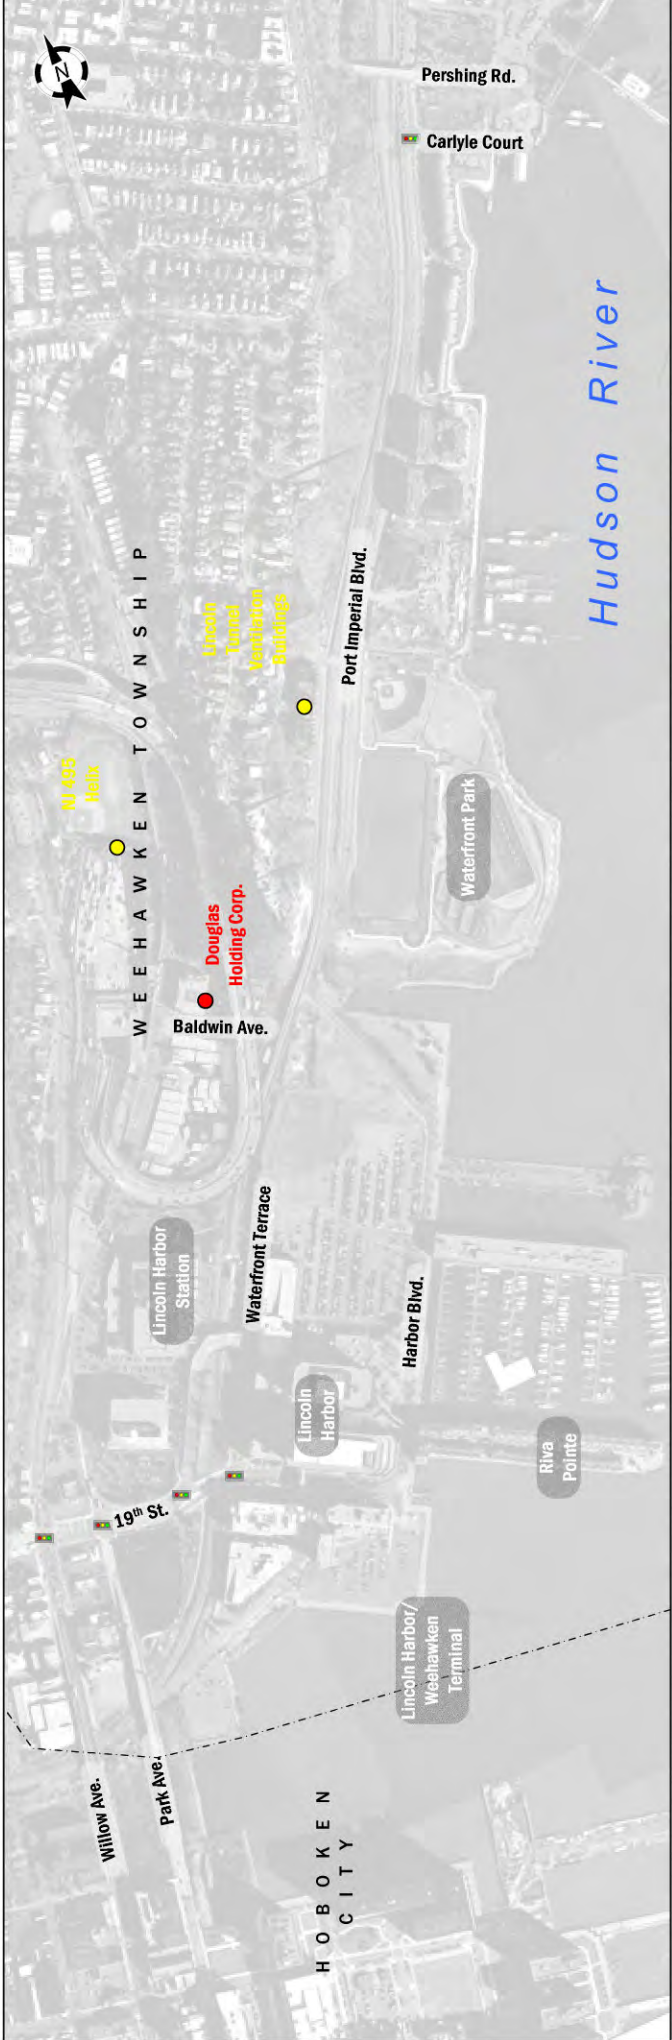 N
Pershing Rd.
Carlyle Court
Hudson River
Port Imperial Blvd.
Lincoln
Tunnel
Ventilation
Buildings
WEEHAWKEN TOWNSHIP
NJ 495
Helix
Waterfront Park
Douglas
Holding Corp.
Baldwin Ave.
Waterfront Terrace
Lincoln Harbor
Station
Harbor Blvd.
Lincoln
Harbor
Riva
Pointe
19th St.
Lincoln Harbor/
Weehawken
Terminal
Willow Ave.
Park Ave.
HOBOKEN
CITY